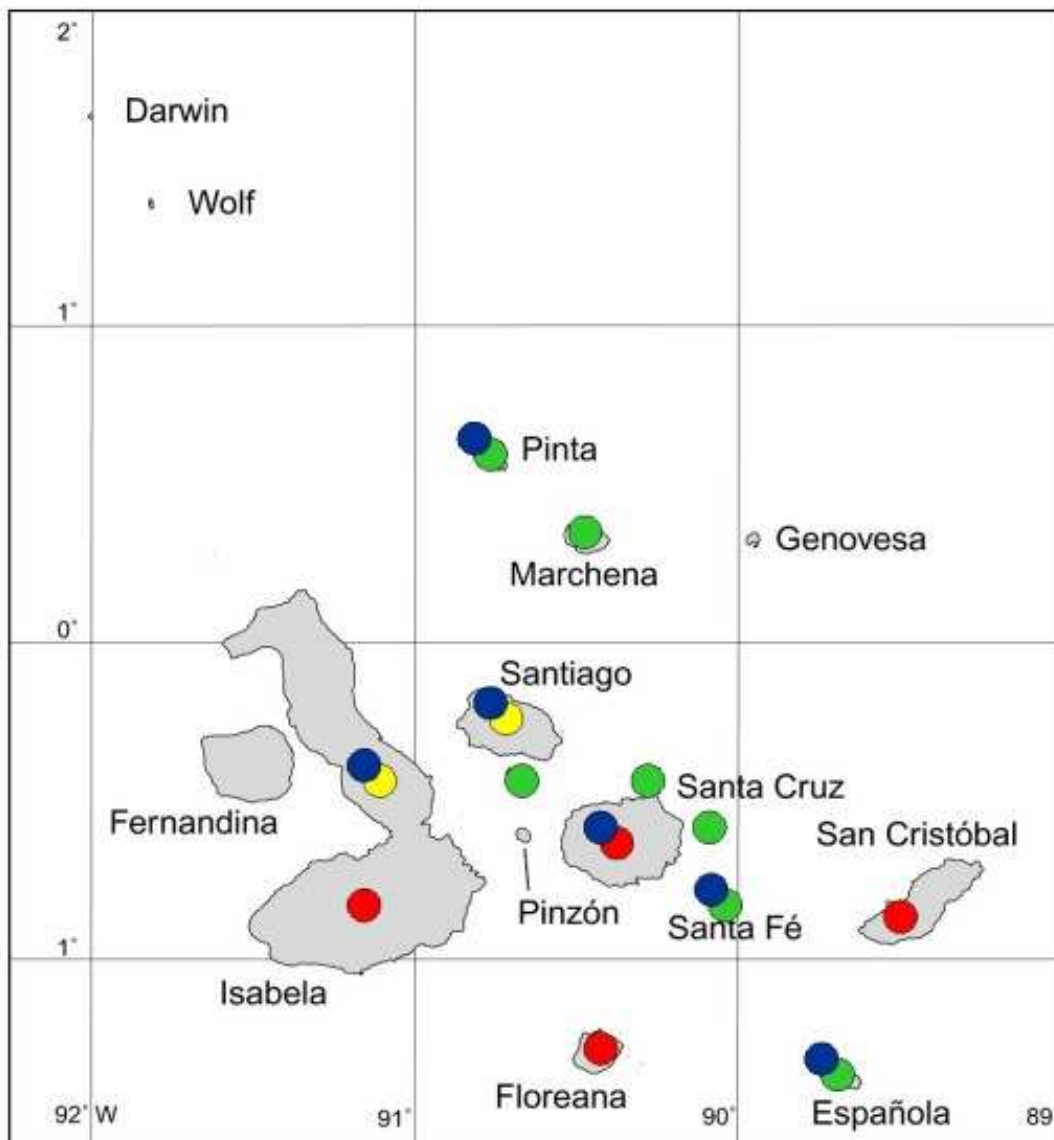 2°
Darwin
Wolf
1°
Pinta
Genovesa
Marchena
0°
Santiago
Santa Cruz
Fernandina
San Cristóbal
Pinzón
Santa Fé
1°
Isabela
Floreana
92° W
91°
90°
Española
89